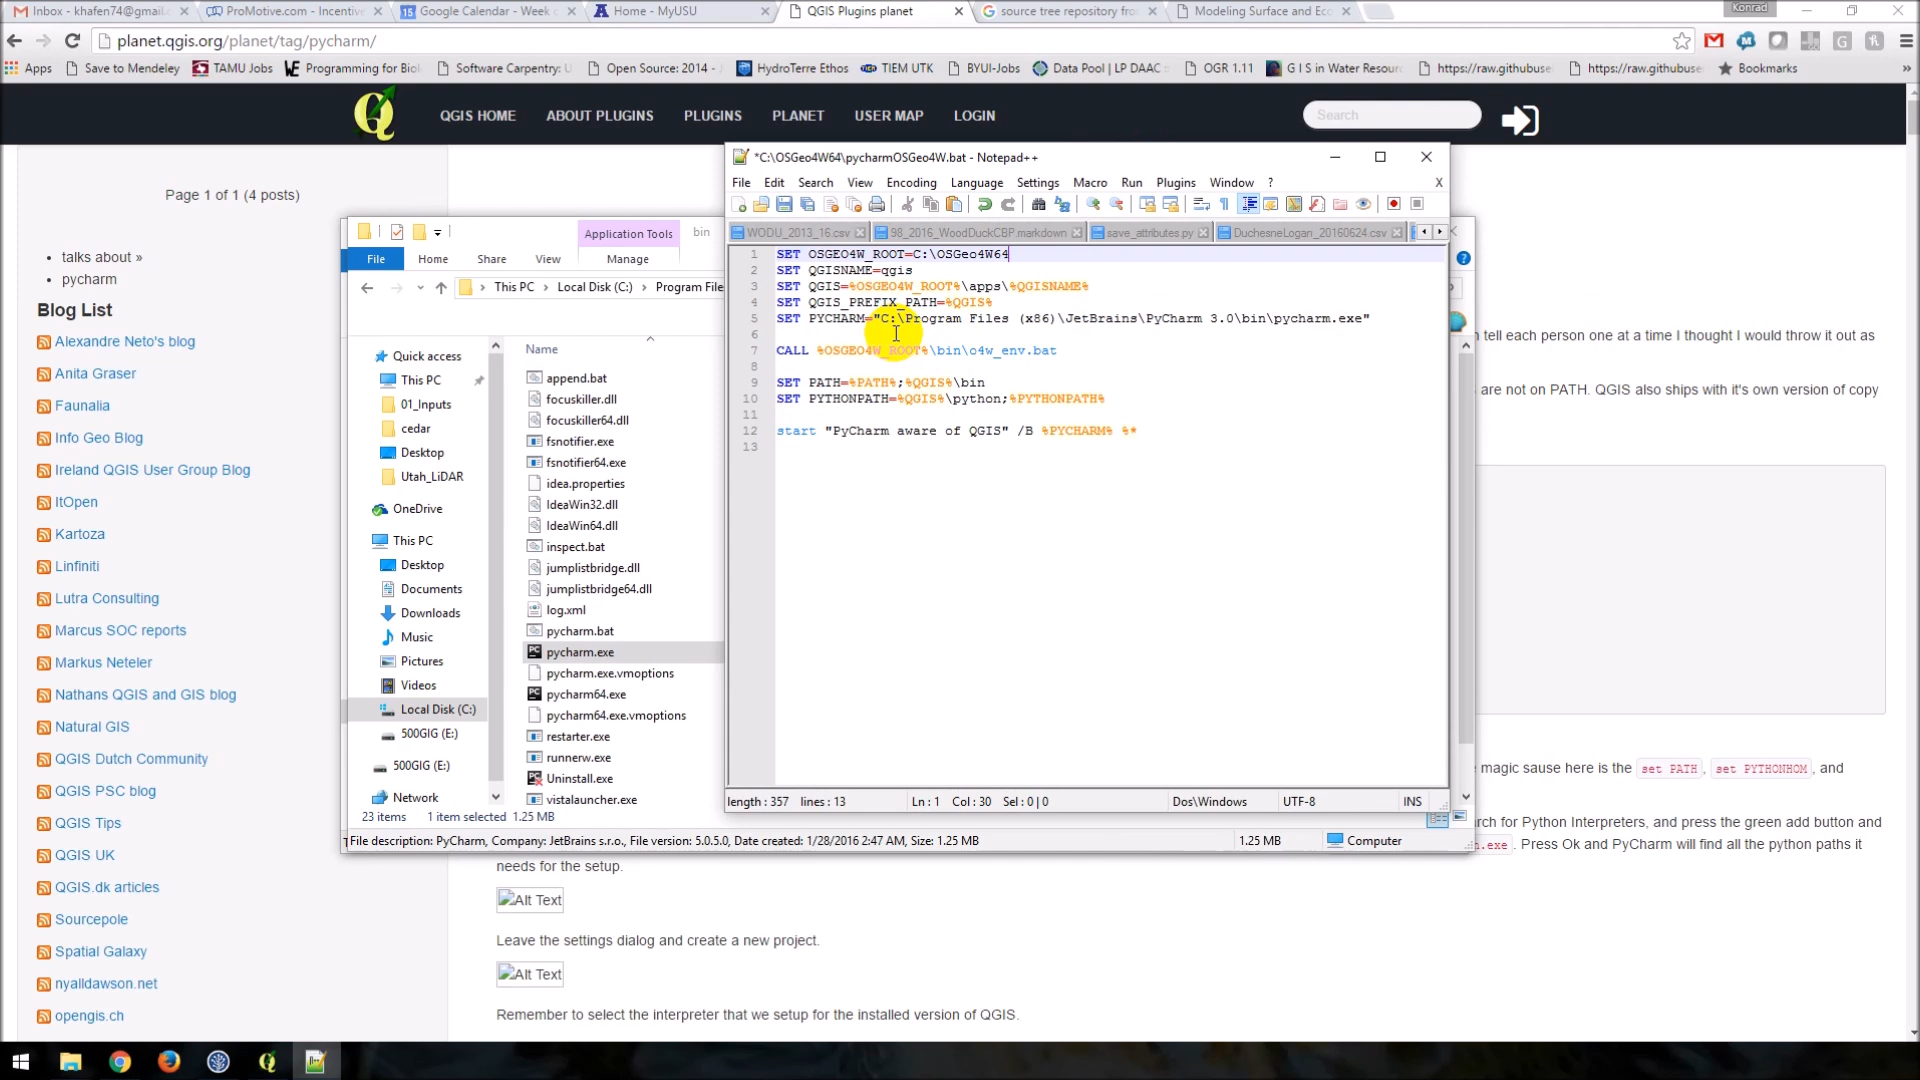 Inbox - khafen74@gmail.
ProMotive.com - Incentive
Google Calendar - Week o
Home - MyUSU
QGIS Plugins planet
source tree repository fro
Modeling Surface and Eco
Konrad
planet.qgis.org/planet/tag/pycharm/
Apps
Save to Mendeley
TAMU Jobs
Programming for Biol
Software Carpentry: U
Open Source: 2014 -
HydroTerre Ethos
TIEM UTK
BYUI-Jobs
Data Pool | LP DAAC ::
OGR 1.11
G I S in Water Resour
https://raw.githubuse
https://raw.githubuse
Bookmarks
QGIS HOME
ABOUT PLUGINS
PLUGINS
PLANET
USER MAP
LOGIN
Search
Page 1 of 1 (4 posts)
talks about »
pycharm
Blog List
Alexandre Neto's blog
Anita Graser
Faunalia
Info Geo Blog
Ireland QGIS User Group Blog
ItOpen
Kartoza
Linfiniti
Lutra Consulting
Marcus SOC reports
Markus Neteler
Nathans QGIS and GIS blog
Natural GIS
QGIS Dutch Community
QGIS PSC blog
QGIS Tips
QGIS UK
QGIS.dk articles
Sourcepole
Spatial Galaxy
nyalldawson.net
opengis.ch
Application Tools
bin
File
Home
Share
View
Manage
This PC
Local Disk (C:)
Program File
Quick access
This PC
01_Inputs
cedar
Desktop
Utah_LiDAR
OneDrive
This PC
Desktop
Documents
Downloads
Music
Pictures
Videos
Local Disk (C:)
500GIG (E:)
500GIG (E:)
Network
Name
append.bat
focuskiller.dll
focuskiller64.dll
fsnotifier.exe
fsnotifier64.exe
idea.properties
IdeaWin32.dll
IdeaWin64.dll
inspect.bat
jumplistbridge.dll
jumplistbridge64.dll
log.xml
pycharm.bat
pycharm.exe
pycharm.exe.vmoptions
pycharm64.exe
pycharm64.exe.vmoptions
restarter.exe
runnerw.exe
Uninstall.exe
vistalauncher.exe
23 items
1 item selected 1.25 MB
File description: PyCharm, Company: JetBrains s.r.o., File version: 5.0.5.0, Date created: 1/28/2016 2:47 AM, Size: 1.25 MB
1.25 MB
Computer
*C:\OSGeo4W64\pycharmOSGeo4W.bat - Notepad++
File Edit Search View Encoding Language Settings Macro Run Plugins Window ?
X
WODU_2013_16.csv
98_2016_WoodDuckCBP.markdown
save_attributes.py
DuchesneLogan_20160624.csv
1 SET OSGEO4W_ROOT=C:\OSGeo4W64
2 SET QGISNAME=qgis
3 SET QGIS=%OSGEO4W_ROOT%\apps\%QGISNAME%
4 SET QGIS_PREFIX_PATH=%QGIS%
5 SET PYCHARM="C:\Program Files (x86)\JetBrains\PyCharm 3.0\bin\pycharm.exe"
6
7 CALL %OSGEO4W_ROOT%\bin\o4w_env.bat
8
9 SET PATH=%PATH%;%QGIS%\bin
10 SET PYTHONPATH=%QGIS%\python;%PYTHONPATH%
11
12 start "PyCharm aware of QGIS" /B %PYCHARM% %*
13
length : 357 lines : 13
Ln : 1 Col : 30 Sel : 0 | 0
Dos\Windows
UTF-8
INS
n tell each person one at a time I thought I would throw it out as
are not on PATH. QGIS also ships with it's own version of copy
magic sause here is the set PATH, set PYTHONHOM, and
rch for Python Interpreters, and press the green add button and
n.exe. Press Ok and PyCharm will find all the python paths it
needs for the setup.
Alt Text
Leave the settings dialog and create a new project.
Alt Text
Remember to select the interpreter that we setup for the installed version of QGIS.